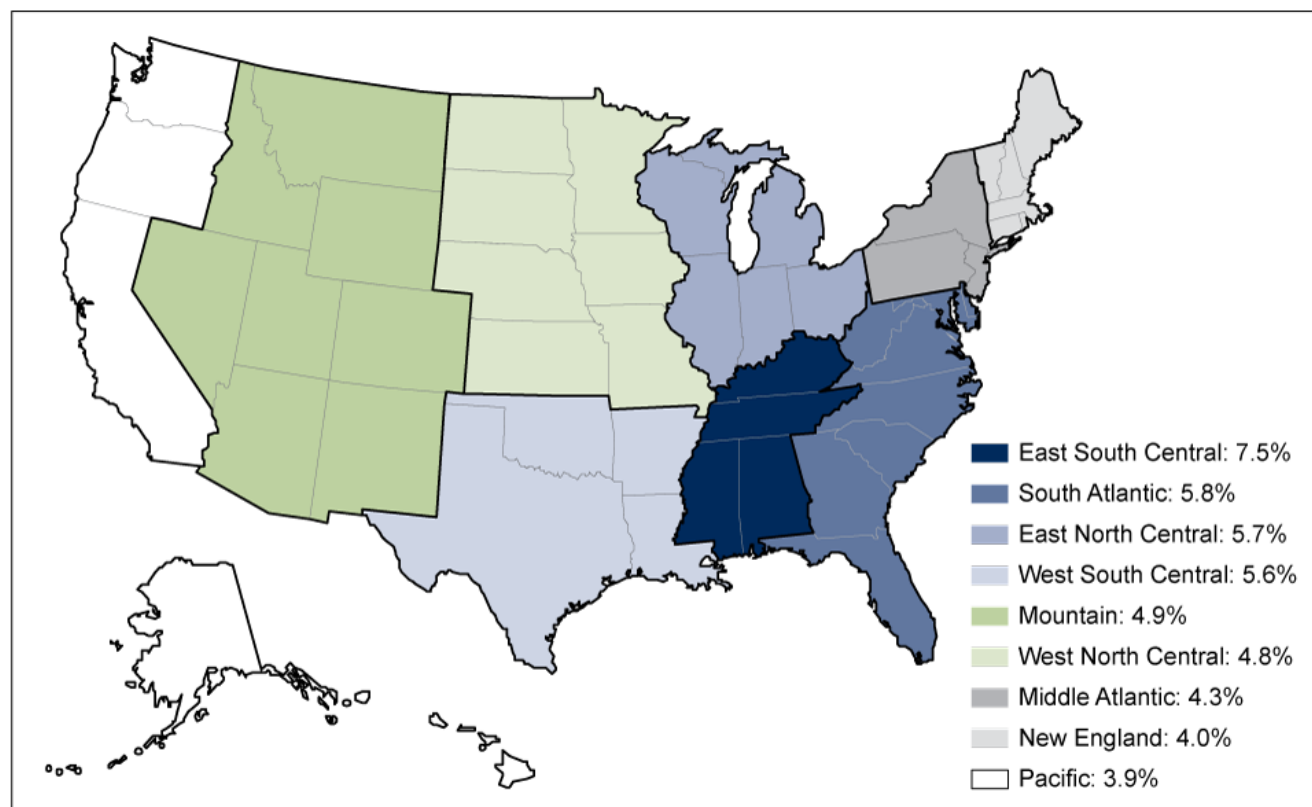 East South Central: 7.5%
South Atlantic: 5.8%
East North Central: 5.7%
West South Central: 5.6%
Mountain: 4.9%
West North Central: 4.8%
Middle Atlantic: 4.3%
New England: 4.0%
Pacific: 3.9%